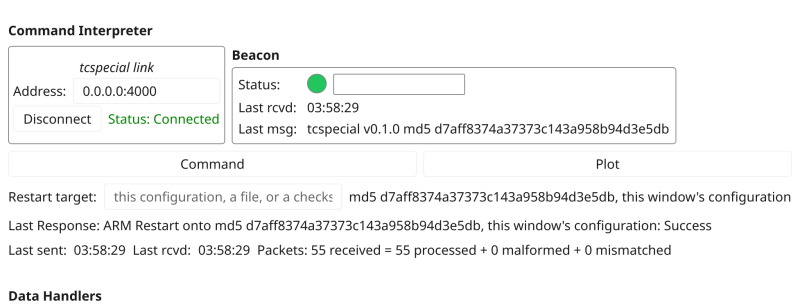 Command Interpreter
tcspecial link
Address: 0.0.0.0:4000
Disconnect Status: Connected
Beacon
Status:
Last rcvd: 03:58:29
Last msg: tcspecial v0.1.0 md5 d7aff8374a37373c143a958b94d3e5db
Command Plot
Restart target: this configuration, a file, or a checks md5 d7aff8374a37373c143a958b94d3e5db, this window's configuration
Last Response: ARM Restart onto md5 d7aff8374a37373c143a958b94d3e5db, this window's configuration: Success
Last sent: 03:58:29 Last rcvd: 03:58:29 Packets: 55 received = 55 processed + 0 malformed + 0 mismatched
Data Handlers